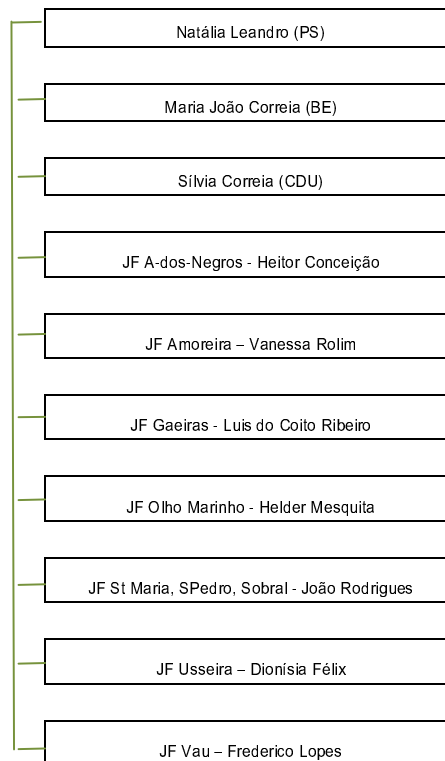 Natália Leandro (PS)
Maria João Correia (BE)
Sílvia Correia (CDU)
JF A-dos-Negros - Heitor Conceição
JF Amoreira – Vanessa Rolim
JF Gaeiras - Luis do Coito Ribeiro
JF Olho Marinho - Helder Mesquita
JF St Maria, SPedro, Sobral - João Rodrigues
JF Usseira – Dionísia Félix
JF Vau – Frederico Lopes